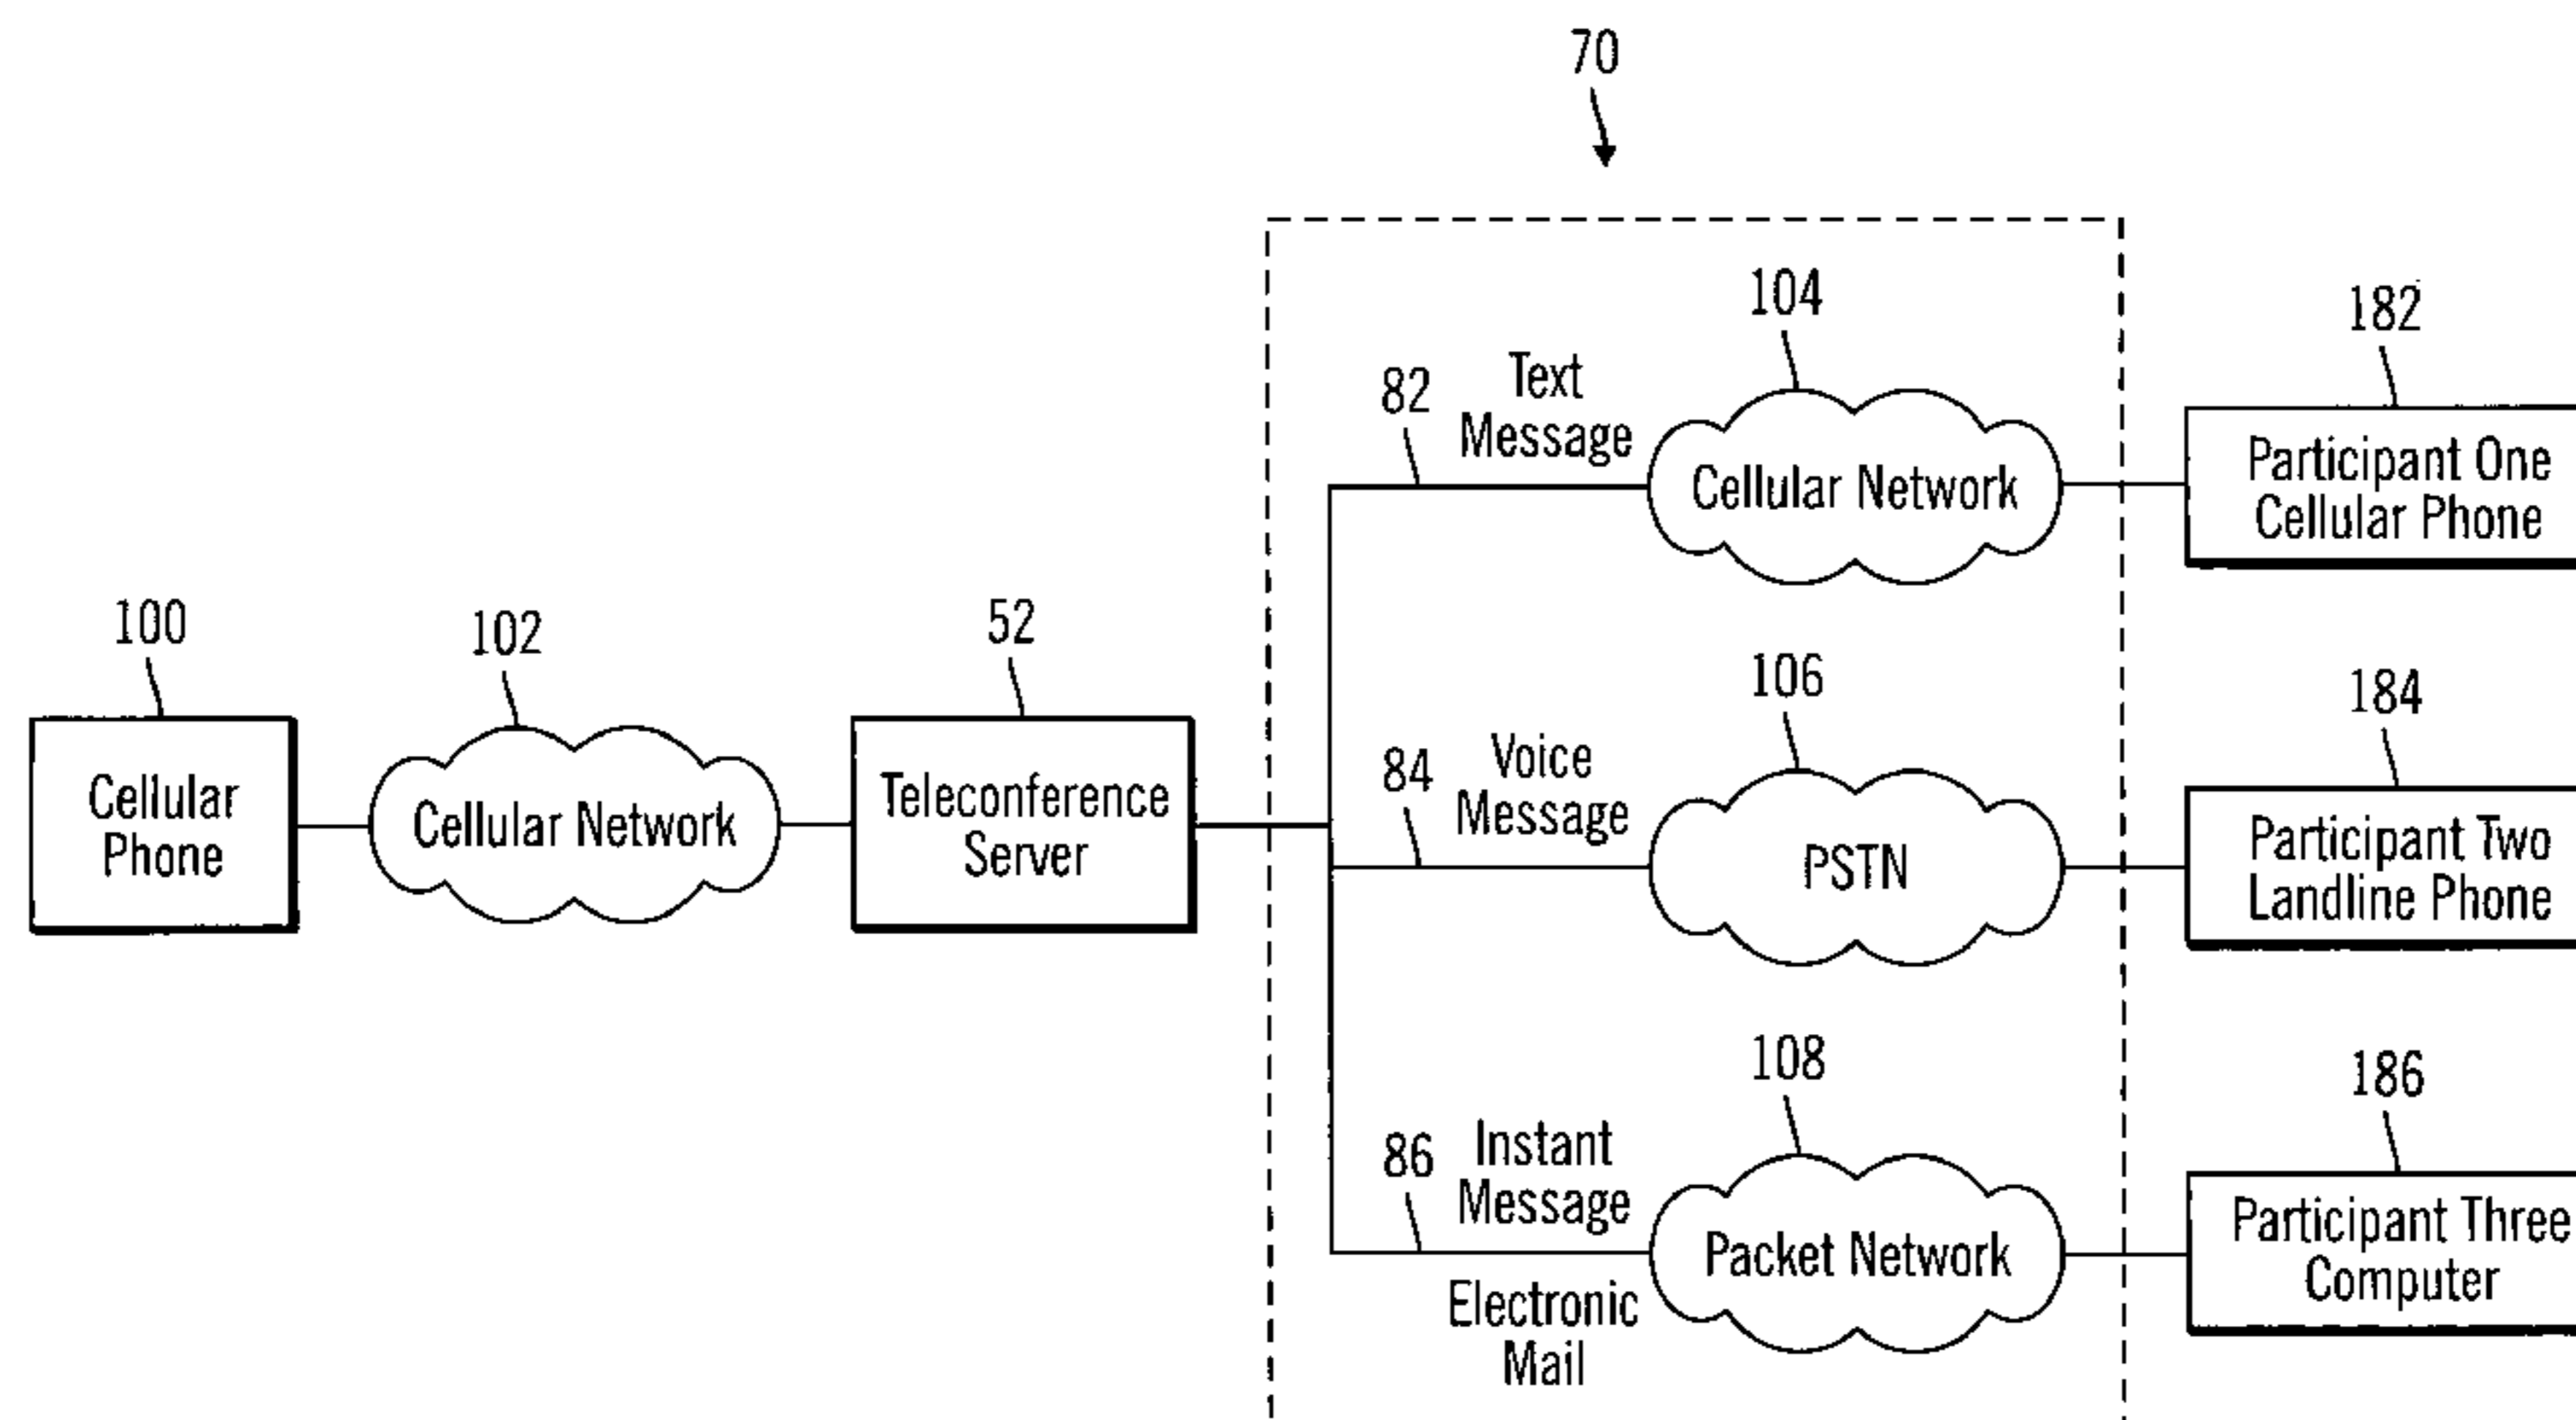 70
104
182
82
Text
Message
Cellular Network
Participant One
Cellular Phone
100
102
52
106
184
84
Voice
Message
Cellular
Phone
Cellular Network
Teleconference
Server
PSTN
Participant Two
Landline Phone
108
186
86
Instant
Message
Packet Network
Participant Three
Computer
Electronic
Mail